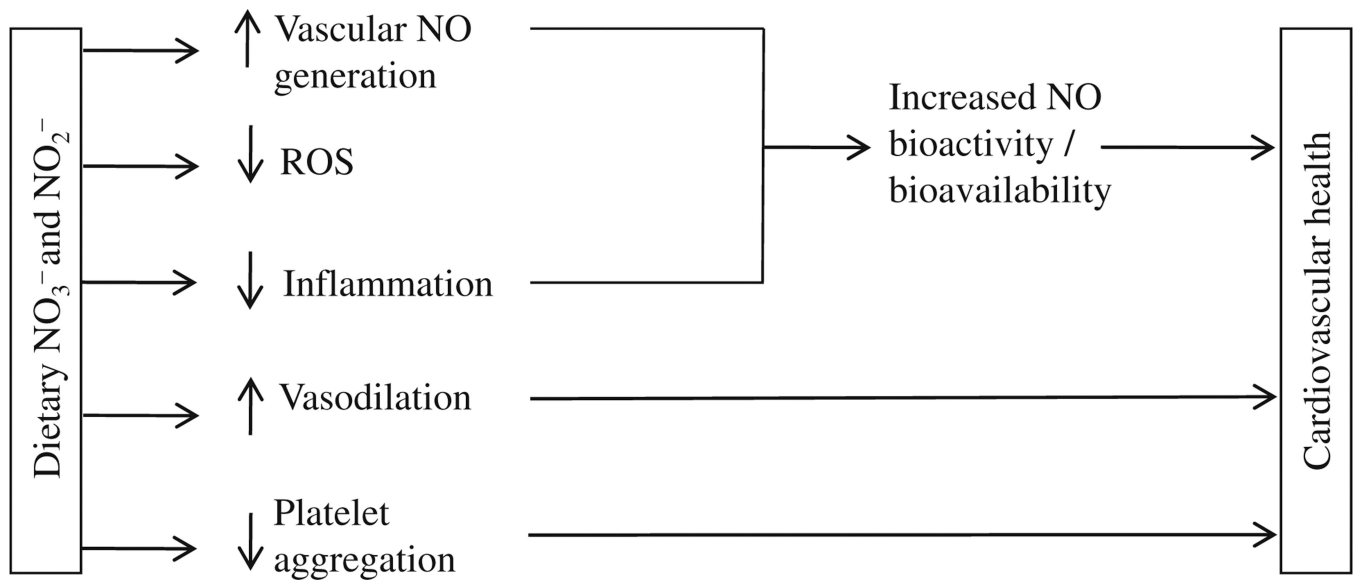 Dietary NO₃⁻ and NO₂⁻
↑ Vascular NO
generation
↓ ROS
↓ Inflammation
↑ Vasodilation
↓ Platelet
aggregation
Increased NO
bioactivity /
bioavailability
Cardiovascular health